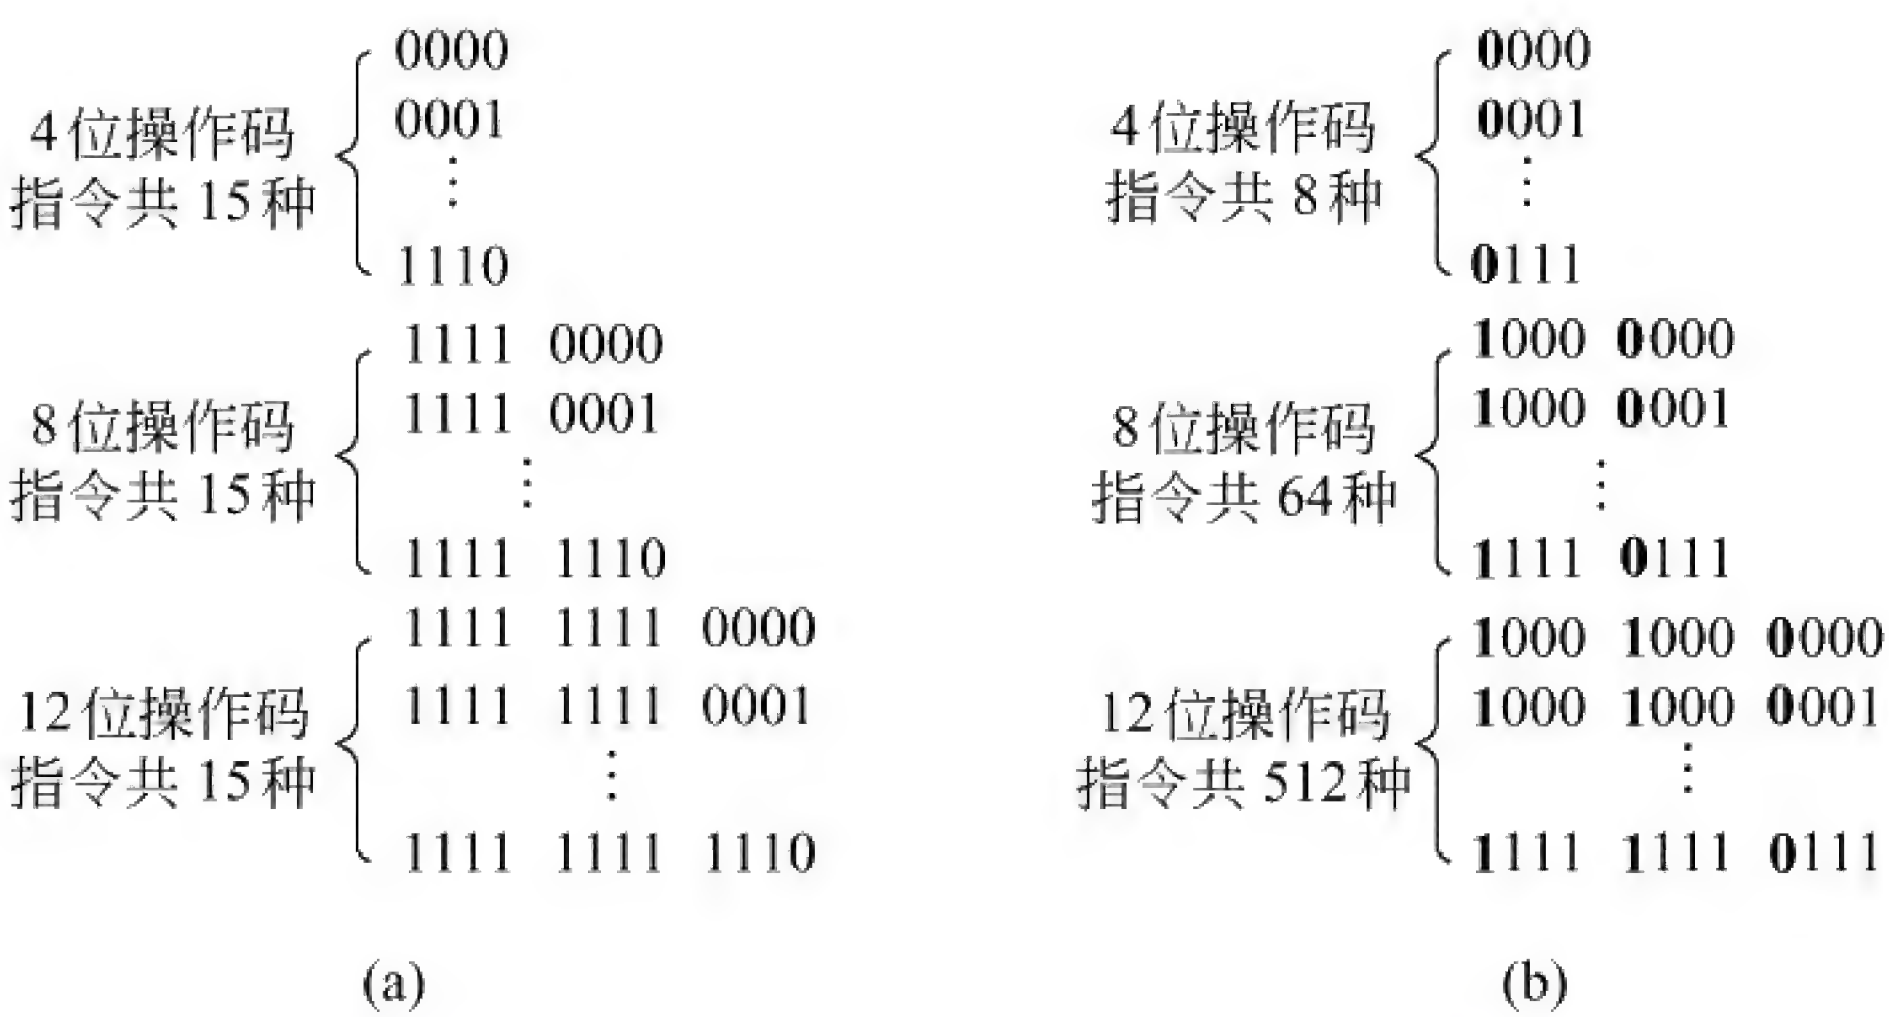 0000
0001
4位操作码
指令共 15种
⋮
1110
1111 0000
1111 0001
8位操作码
指令共 15种
⋮
1111 1110
1111 1111 0000
1111 1111 0001
12位操作码
指令共 15种
⋮
1111 1111 1110
(a)
0000
0001
4位操作码
指令共 8种
⋮
0111
1000 0000
1000 0001
8位操作码
指令共 64种
⋮
1111 0111
1000 1000 0000
1000 1000 0001
12位操作码
指令共 512种
⋮
1111 1111 0111
(b)